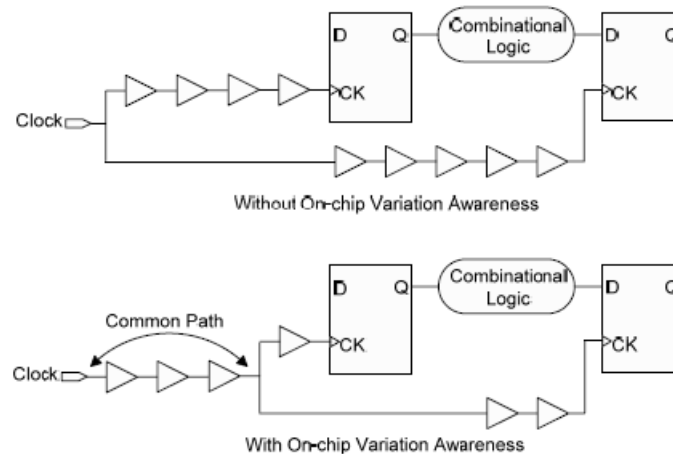 D Q
Combinational
Logic
D Q
CK
CK
Clock
Without On-chip Variation Awareness
D Q
Combinational
Logic
D Q
Common Path
CK
CK
Clock
With On-chip Variation Awareness